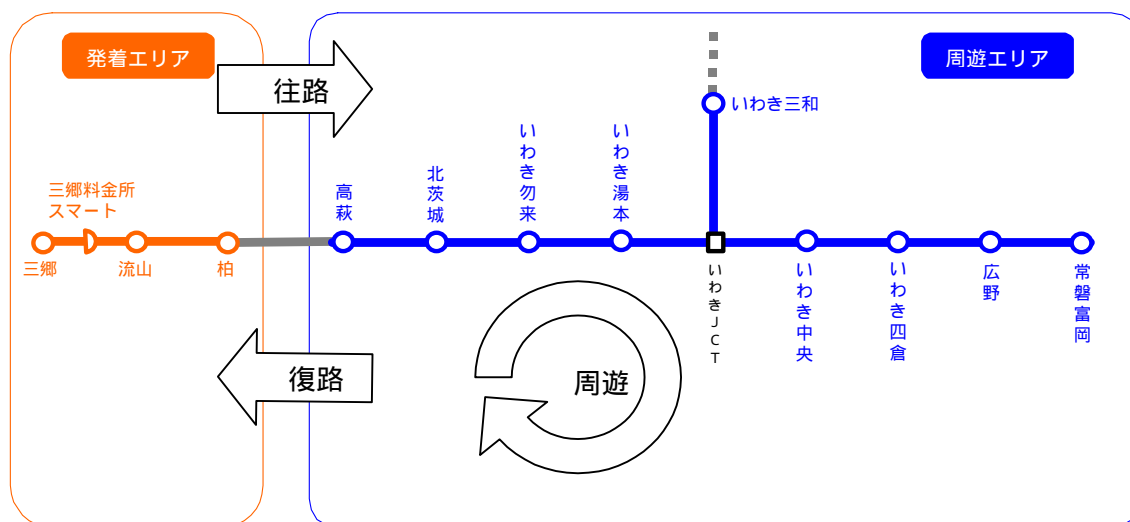 発着エリア
周遊エリア
往路
いわき三和
三郷料金所
スマート
高萩
北茨城
いわき勿来
いわき湯本
三郷
流山
柏
いわきJCT
いわき中央
いわき四倉
広野
常磐富岡
復路
周遊